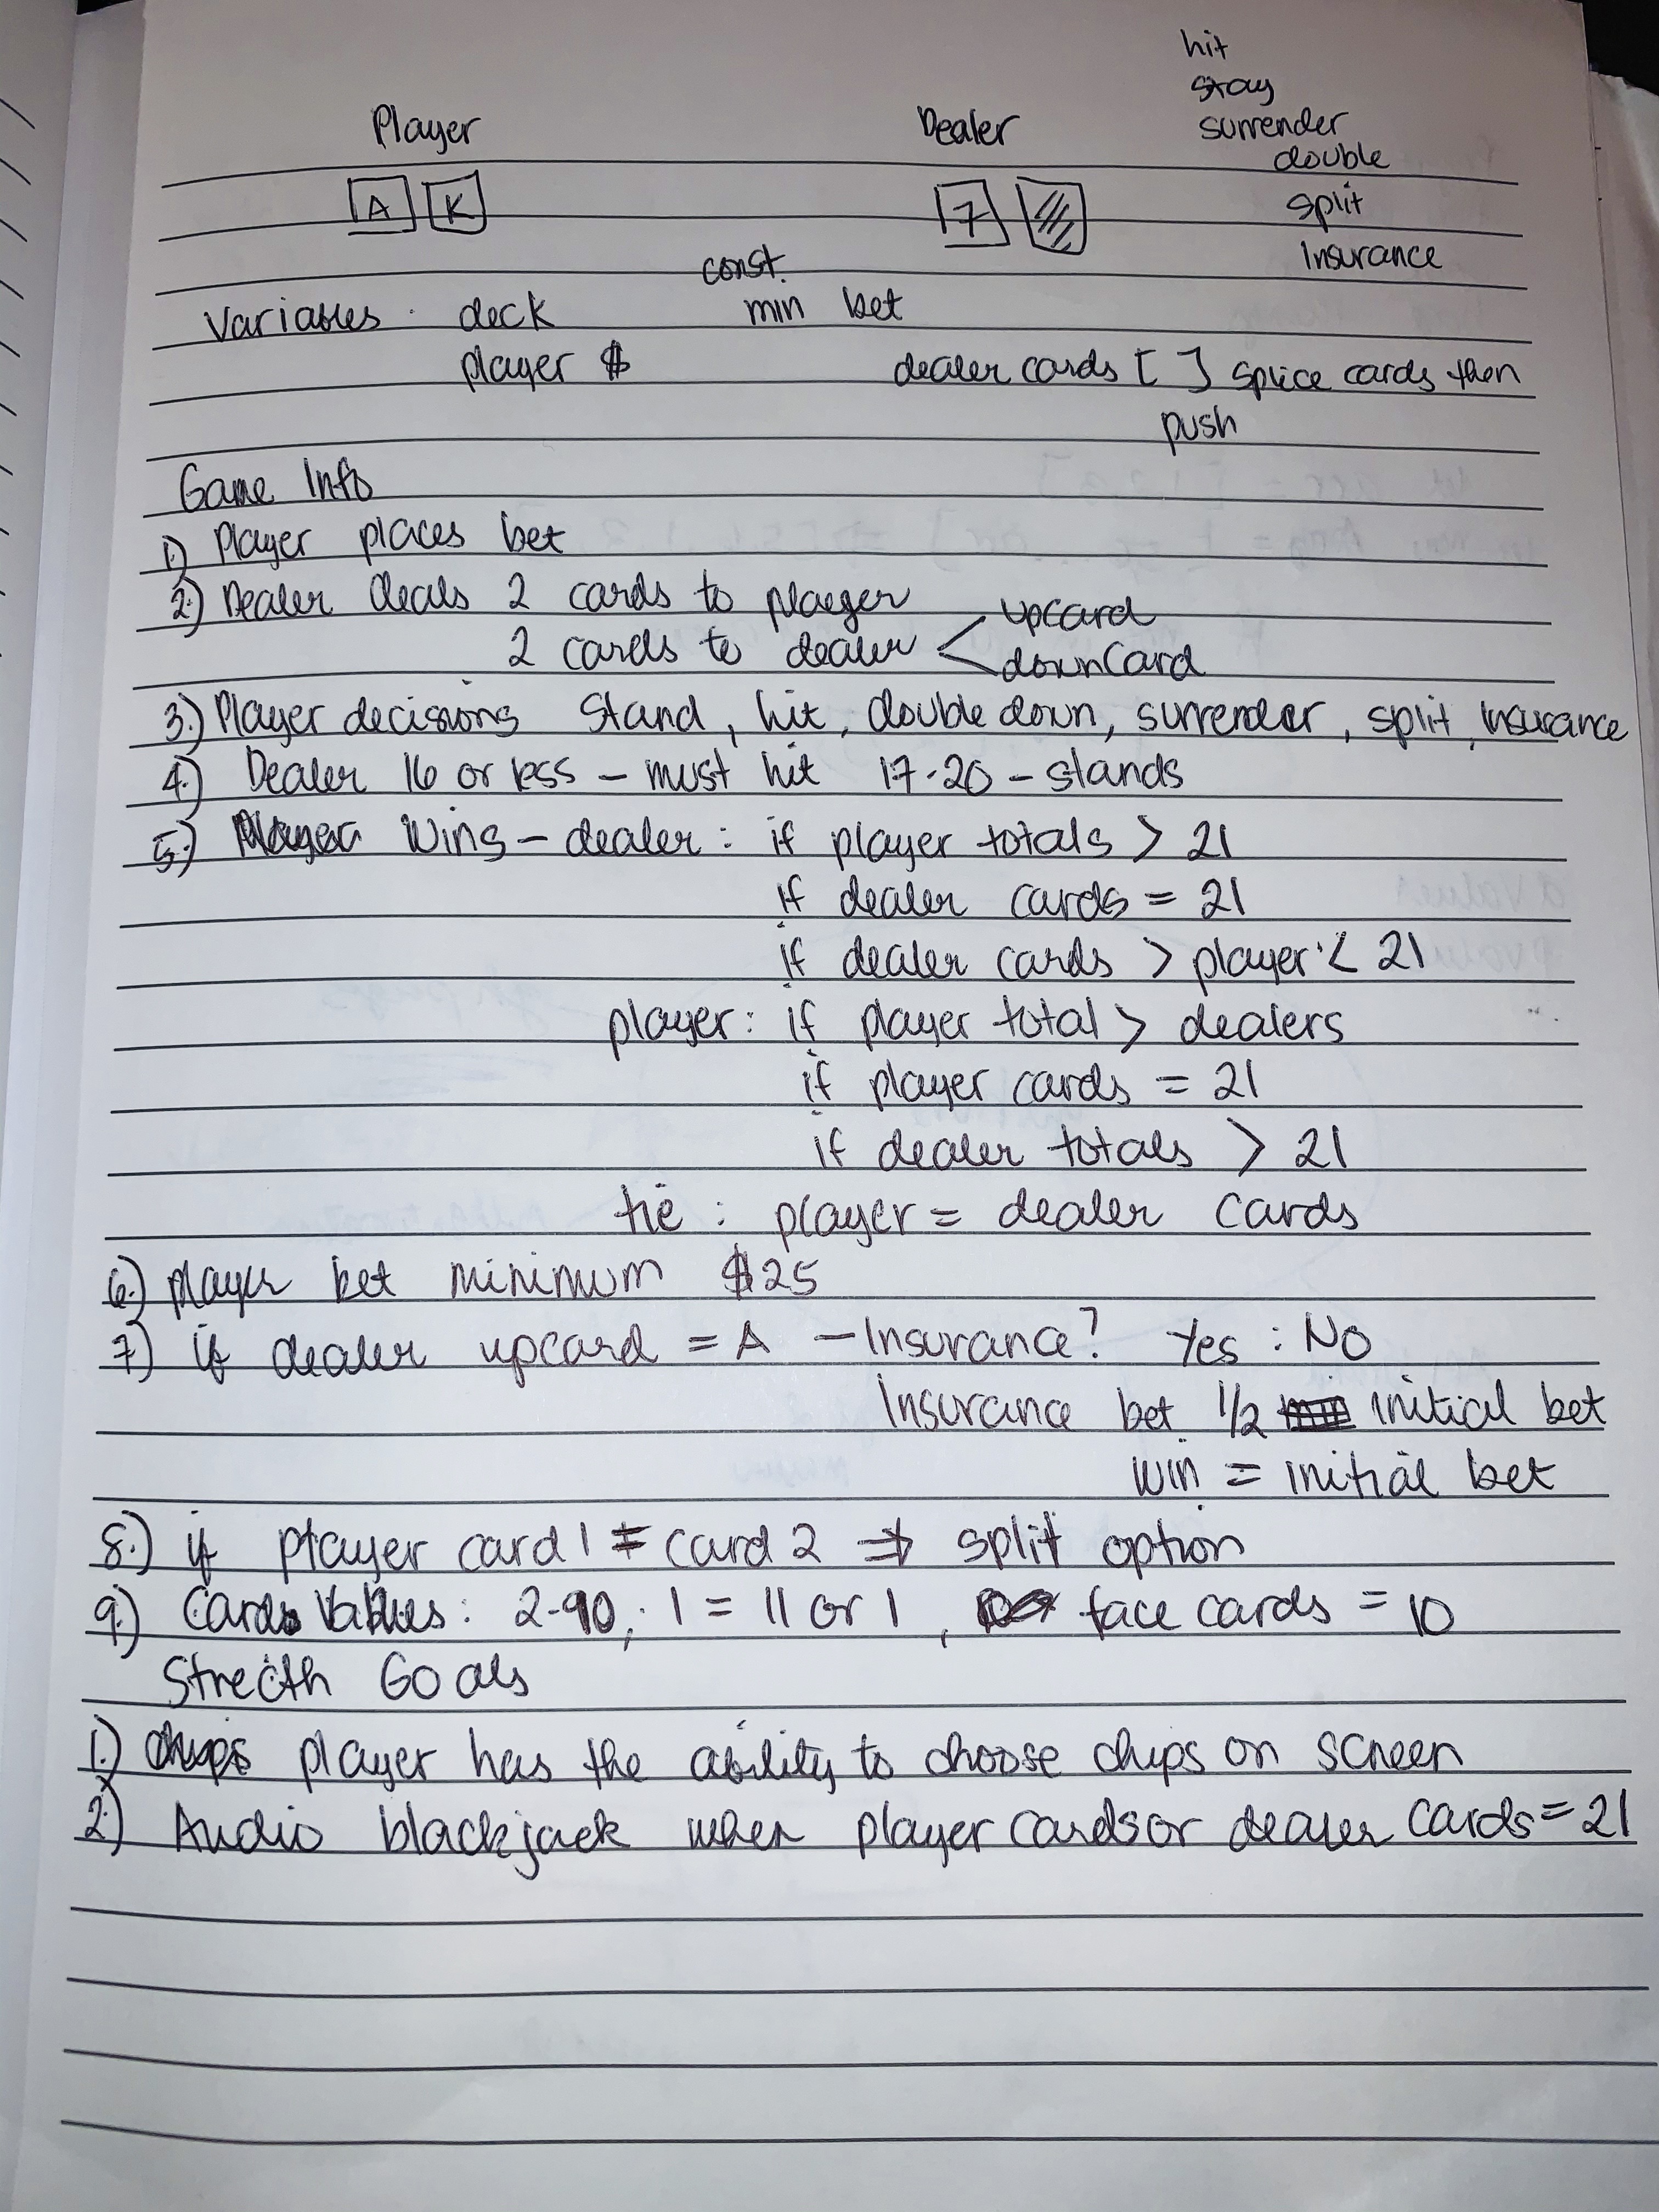 hit
stay
Player Dealer surrender
double
A K 7 split
Insurance
const.
Variables. deck min bet
player $ dealer cards [ ] splice cards then
push
Game Info
1) Player places bet
2) Dealer deals 2 cards to plaeger
upcard
2 cards to dealer < downCard
3.) Player decisions Stand, hit, double down, surrender, split, insurance
4.) Dealer 16 or less - must hit 17-20 - stands
5.) Wins - dealer: if player totals > 21
if dealer cards = 21
if dealer cards > player < 21
player: if player total > dealers
if player cards = 21
if dealer totals > 21
tie: player = dealer cards
6.) player bet minimum $25
7) if dealer upcard = A - Insurance? Yes : No
Insurance bet 1/2 initial bet
win = initial bet
8.) if player card 1 = card 2 => split option
9.) Cards Values: 2-10, 1 = 11 or 1, face cards = 10
Strecth Goals
1.) player has the ability to choose chips on screen
2) Audio blackjack when player cards or dealer cards = 21